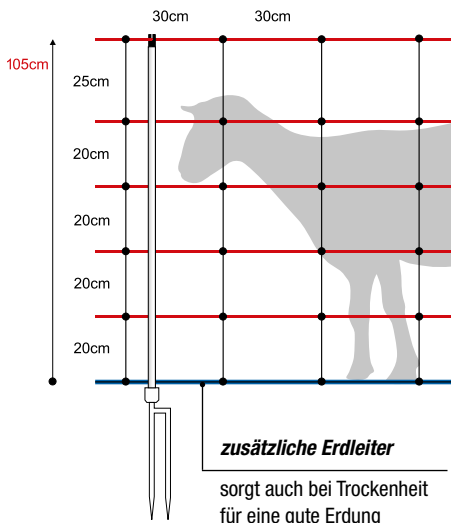 30cm 30cm
105cm
25cm
20cm
20cm
20cm
20cm
zusätzliche Erdleiter
sorgt auch bei Trockenheit
für eine gute Erdung